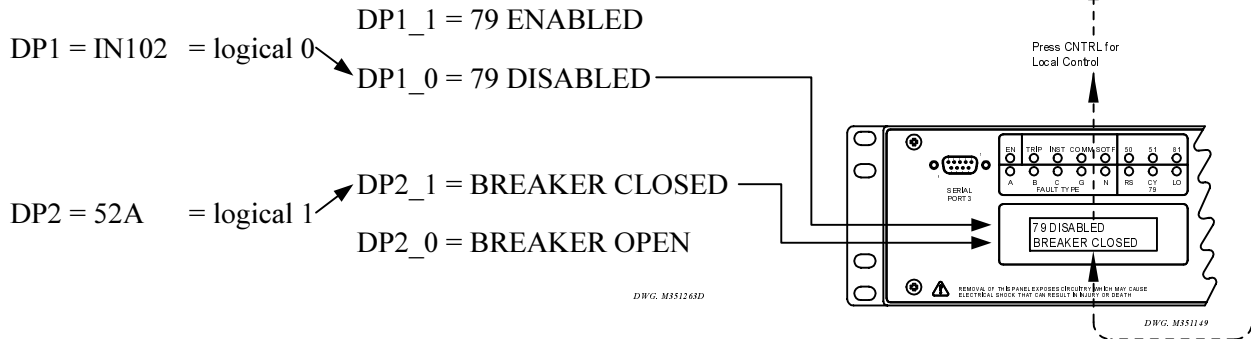 DP1_1 = 79 ENABLED
DP1 = IN102 = logical 0
DP1_0 = 79 DISABLED
DP2_1 = BREAKER CLOSED
DP2 = 52A = logical 1
DP2_0 = BREAKER OPEN
DWG. M351263D
Press CNTRL for
Local Control
EN TRIP INST COMM SOTF 50 51 81
A B C G N RS CY LO
FAULT TYPE 79
SERIAL
PORT 3
79 DISABLED
BREAKER CLOSED
REMOVAL OF THIS PANEL EXPOSES CIRCUITRY WHICH MAY CAUSE
ELECTRICAL SHOCK THAT CAN RESULT IN INJURY OR DEATH
DWG. M351149